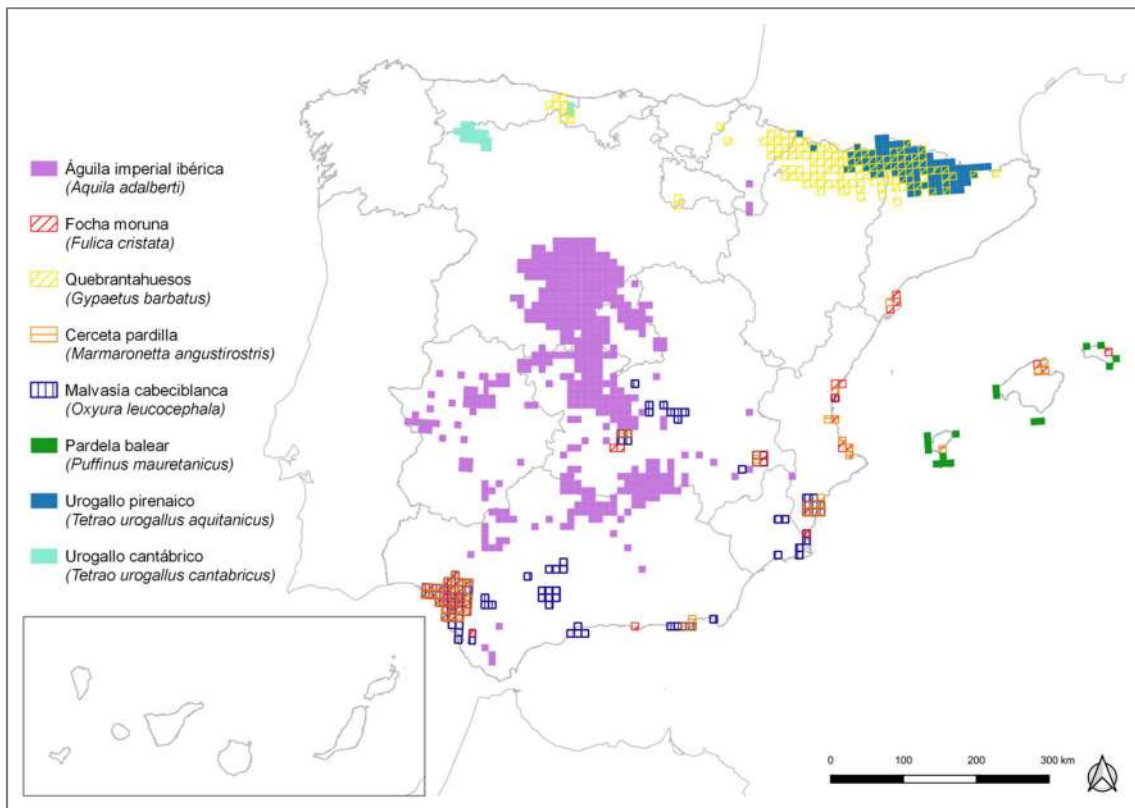 Águila imperial ibérica
(Aquila adalberti)
Focha moruna
(Fulica cristata)
Quebrantahuesos
(Gypaetus barbatus)
Cerceta pardilla
(Marmaronetta angustirostris)
Malvasía cabeciblanca
(Oxyura leucocephala)
Pardela balear
(Puffinus mauretanicus)
Urogallo pirenaico
(Tetrao urogallus aquitanicus)
Urogallo cantábrico
(Tetrao urogallus cantabricus)
0 100 200 300 km